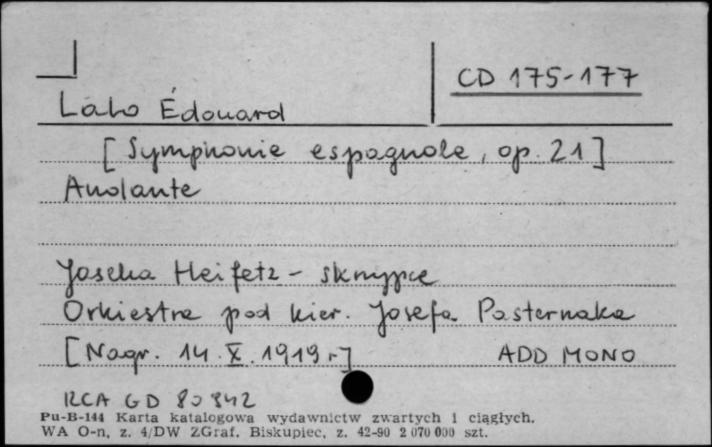 CD 175-177
Lalo Édouard
[Symphonie espagnole, op. 21]
Andante
Jascha Heifetz - skrzypce
Orkiestra pod kier. Josefa Pasternaka
[Nagr. 14. X. 1919 r.]
ADD MONO
RCA GD 80942
Pu-B-144 Karta katalogowa wydawnictw zwartych i ciągłych.
WA O-n, z. 4/DW ZGraf. Biskupiec, z. 42-90 2 070 000 szt.